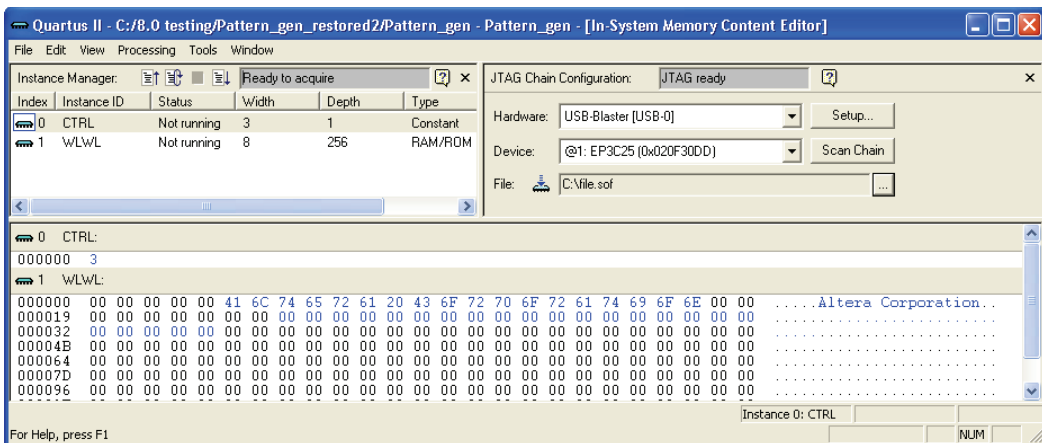 Quartus II - C:/8.0 testing/Pattern_gen_restored2/Pattern_gen - Pattern_gen - [In-System Memory Content Editor]
File Edit View Processing Tools Window
Instance Manager: Ready to acquire
Index Instance ID Status Width Depth Type
0 CTRL Not running 3 1 Constant
1 WLWL Not running 8 256 RAM/ROM
JTAG Chain Configuration: JTAG ready
Hardware: USB-Blaster [USB-0] Setup...
Device: @1: EP3C25 (0x020F30DD) Scan Chain
File: C:\file.sof ...
0 CTRL:
000000 3
1 WLWL:
000000 00 00 00 00 00 41 6C 74 65 72 61 20 43 6F 72 70 6F 72 61 74 69 6F 6E 00 00 .....Altera Corporation..
000019 00 00 00 00 00 00 00 00 00 00 00 00 00 00 00 00 00 00 00 00 00 00 00 00 00 .........................
000032 00 00 00 00 00 00 00 00 00 00 00 00 00 00 00 00 00 00 00 00 00 00 00 00 00 .........................
00004B 00 00 00 00 00 00 00 00 00 00 00 00 00 00 00 00 00 00 00 00 00 00 00 00 00 .........................
000064 00 00 00 00 00 00 00 00 00 00 00 00 00 00 00 00 00 00 00 00 00 00 00 00 00 .........................
00007D 00 00 00 00 00 00 00 00 00 00 00 00 00 00 00 00 00 00 00 00 00 00 00 00 00 .........................
000096 00 00 00 00 00 00 00 00 00 00 00 00 00 00 00 00 00 00 00 00 00 00 00 00 00 .........................
Instance 0: CTRL
For Help, press F1 NUM